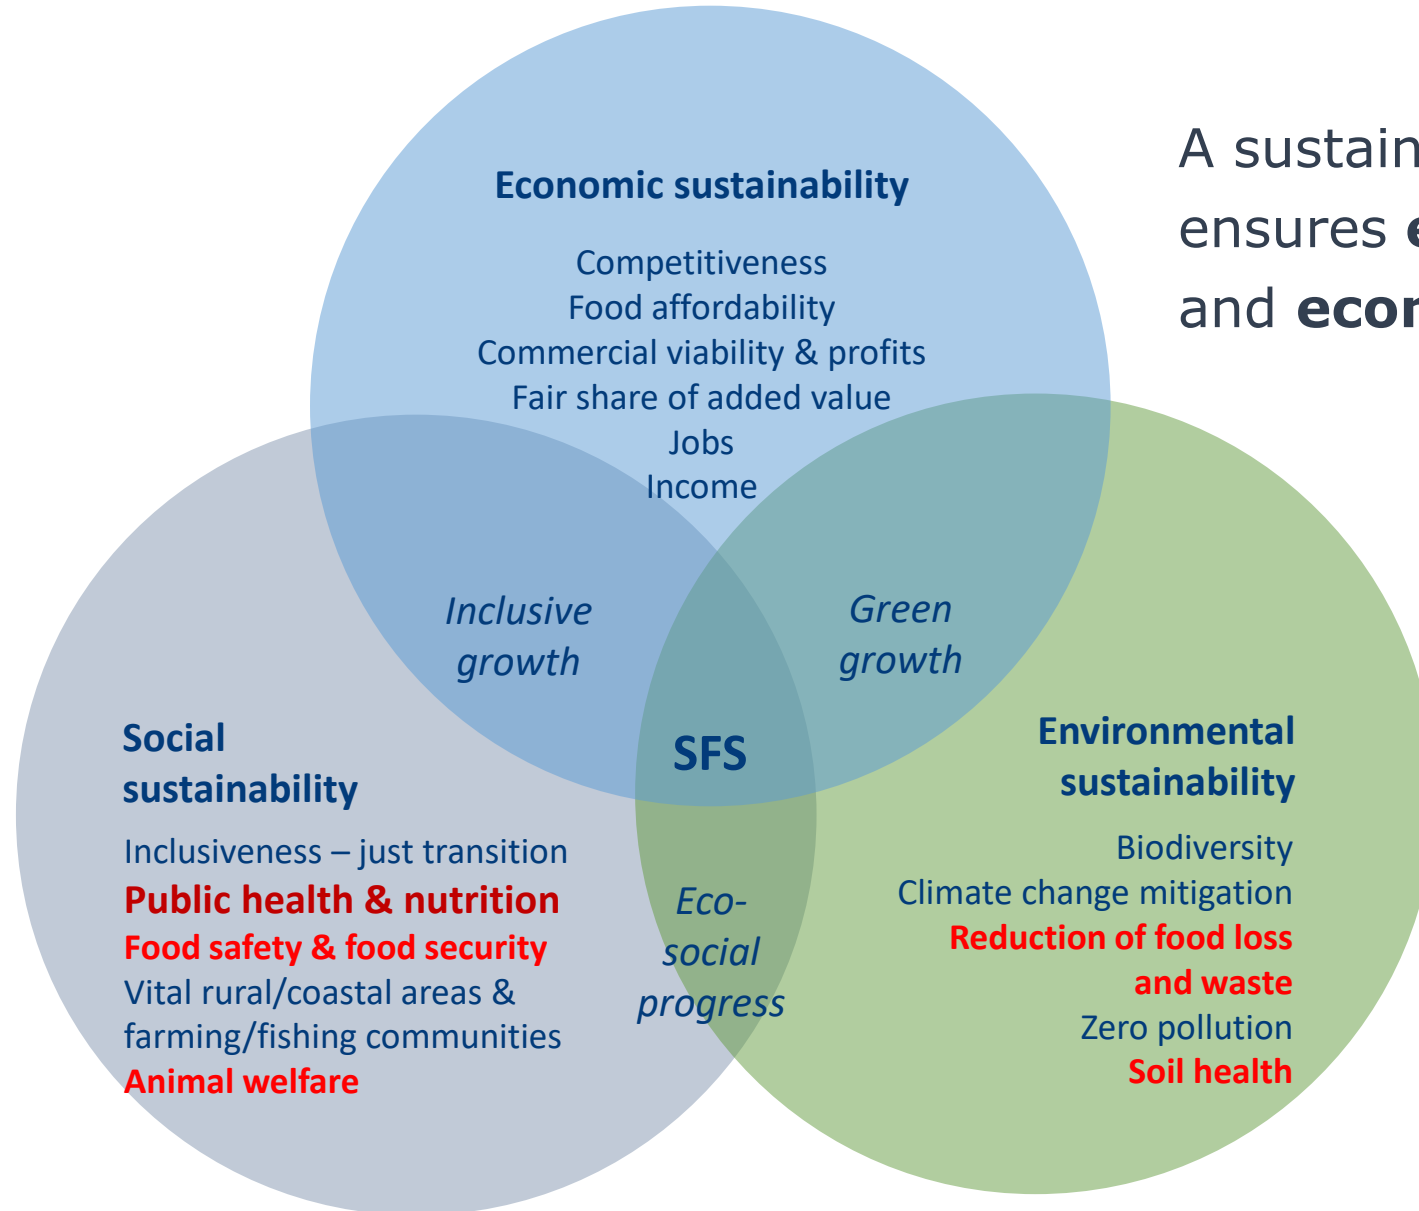 A sustain
ensures e
and econ
Economic sustainability
Competitiveness
Food affordability
Commercial viability & profits
Fair share of added value
Jobs
Income
Inclusive
growth
Green
growth
SFS
Social
sustainability
Inclusiveness – just transition
Public health & nutrition
Food safety & food security
Vital rural/coastal areas &
farming/fishing communities
Animal welfare
Eco-
social
progress
Environmental
sustainability
Biodiversity
Climate change mitigation
Reduction of food loss
and waste
Zero pollution
Soil health